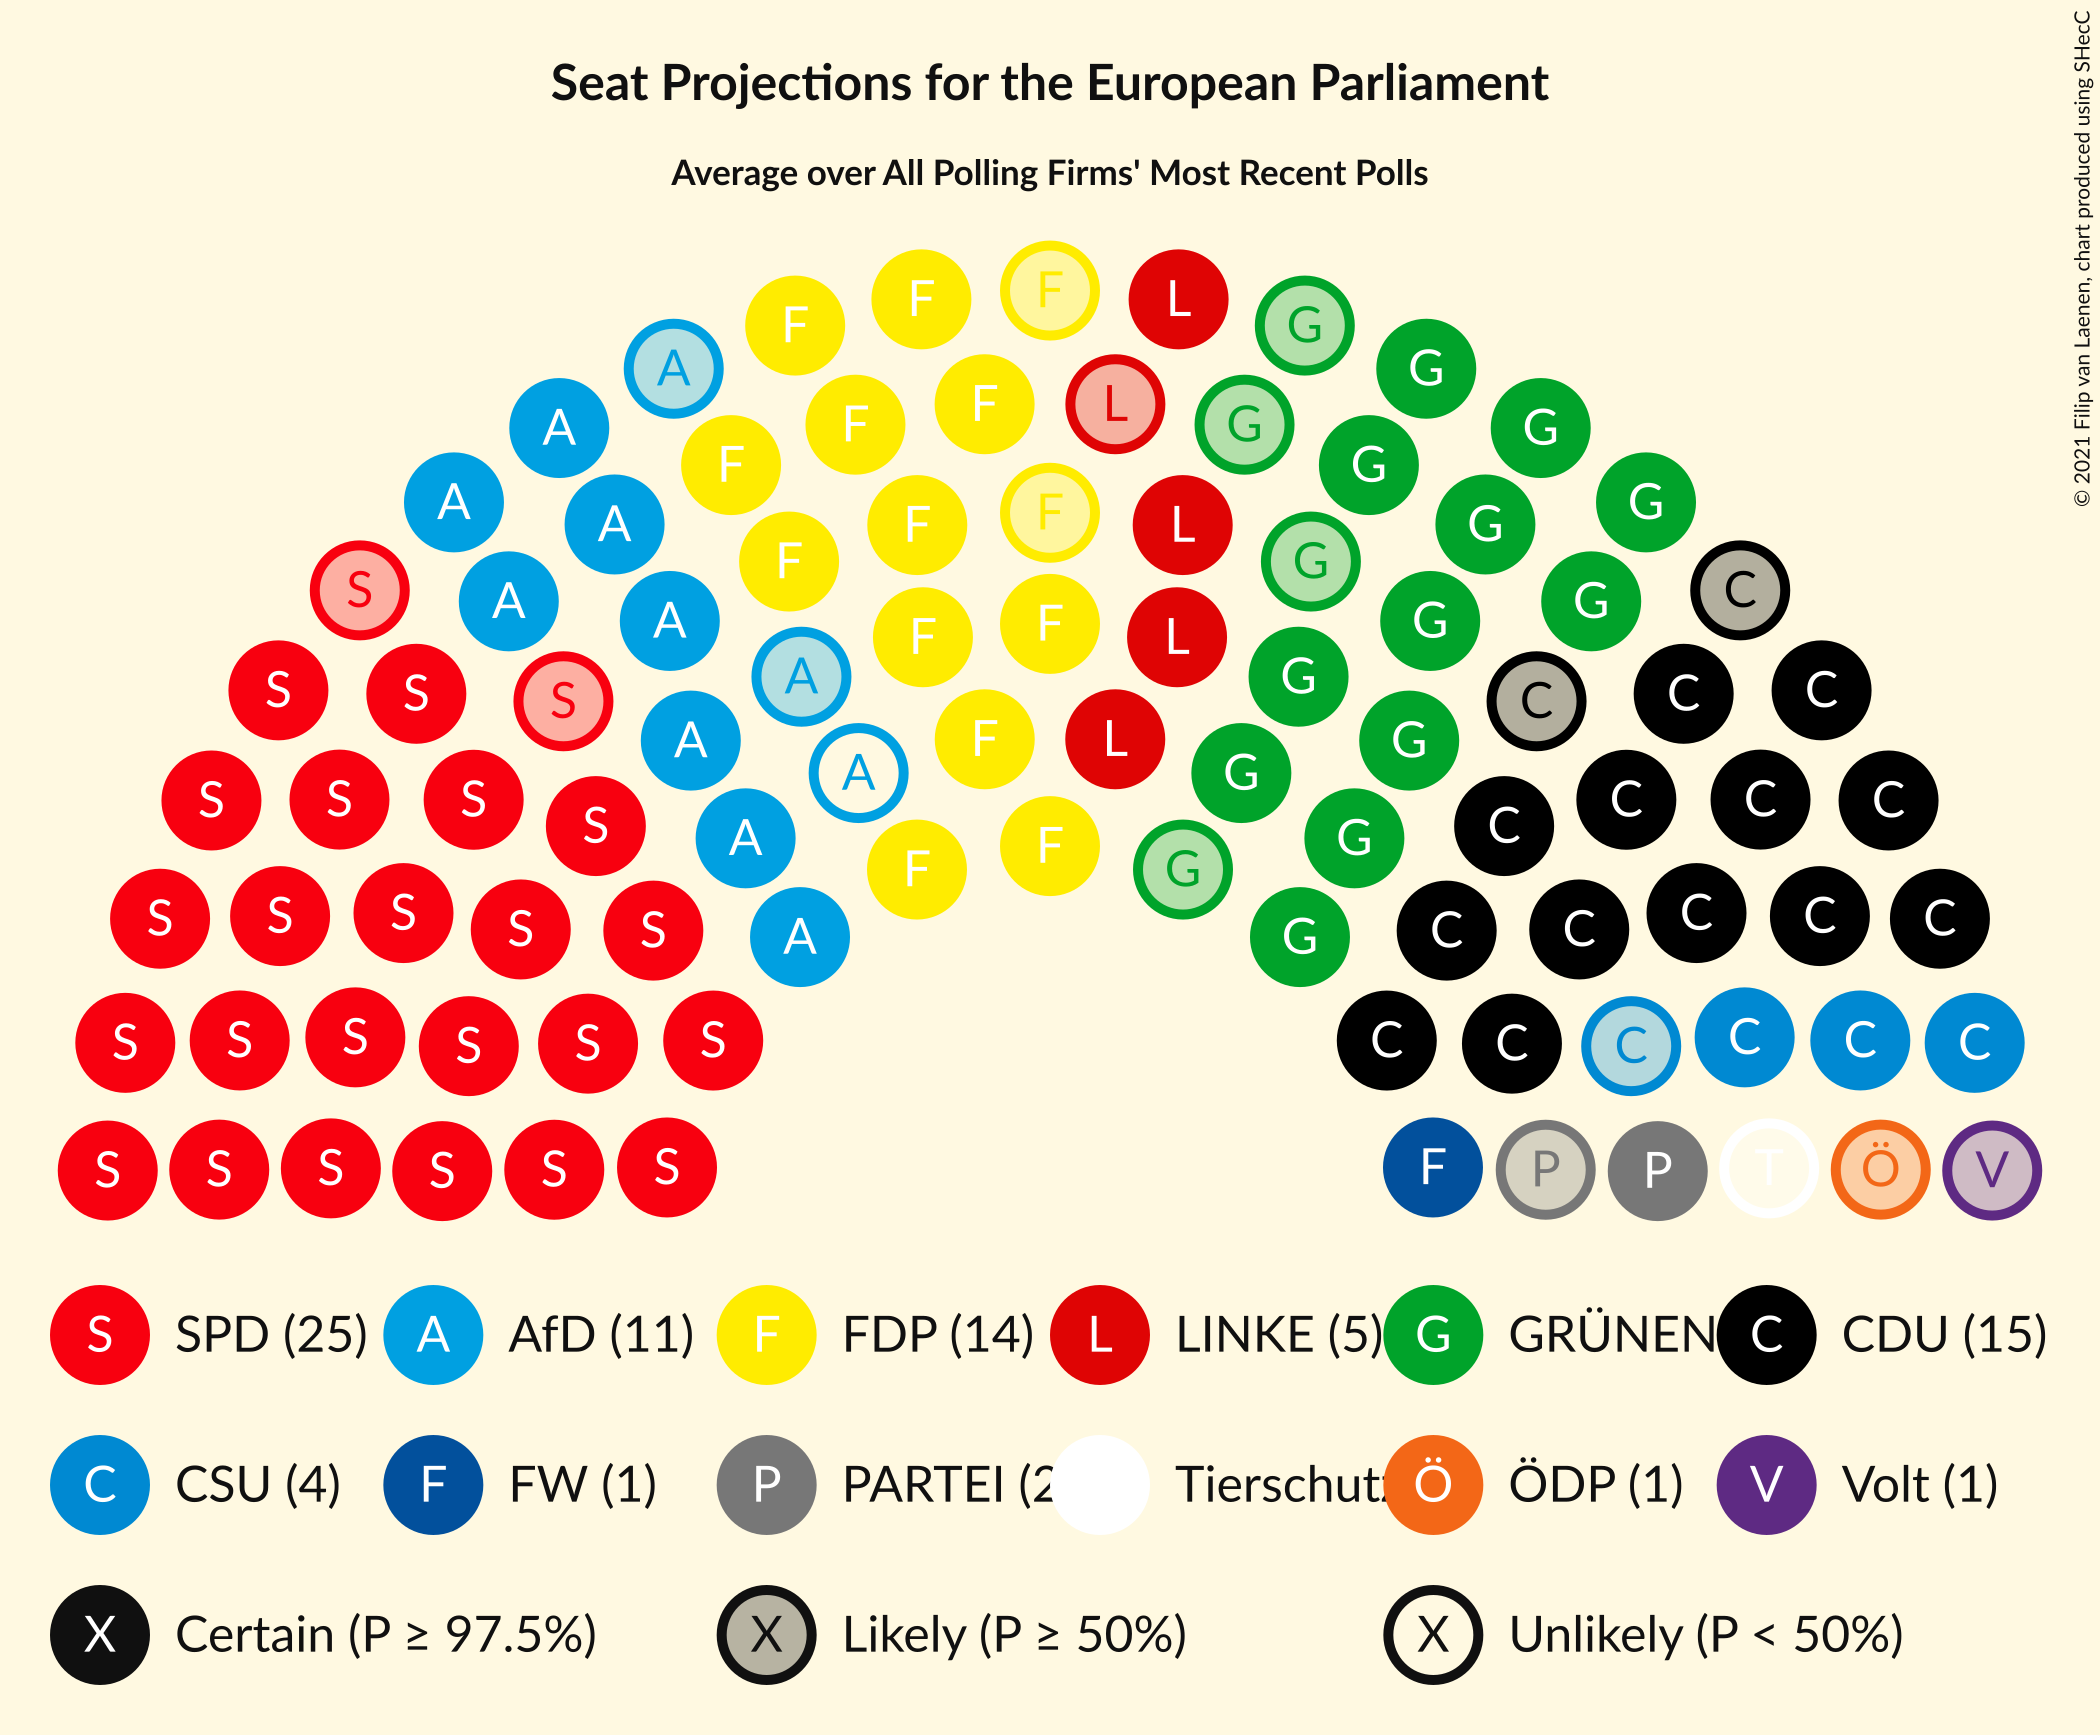 Seat Projections for the European Parliament
Average over All Polling Firms' Most Recent Polls
© 2021 Filip van Laenen, chart produced using SHecC
F F F L G
A F F F L G G
A A F F F L G G G
A A F F F L G G G
S A A A F L G G G C
S S S A A F F G G G C C C
S S S S A A G G C C C C
S S S S S C C C C C
S S S S S S C C C C C C
S S S S S S F P P T Ö V
S SPD (25) A AfD (11) F FDP (14) L LINKE (5) G GRÜNEN C CDU (15)
C CSU (4) F FW (1) P PARTEI (2 Tierschutz Ö ÖDP (1) V Volt (1)
X Certain (P ≥ 97.5%) X Likely (P ≥ 50%) X Unlikely (P < 50%)